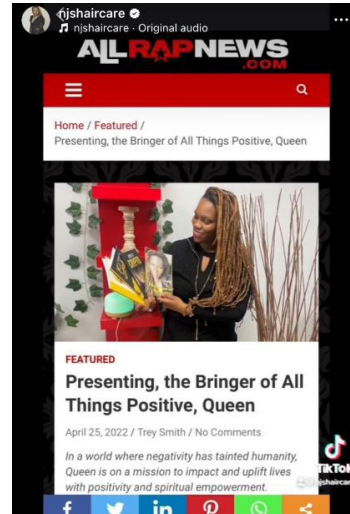 njshaircare
njshaircare · Original audio
ALLRAPNEWS
.COM
Home / Featured /
Presenting, the Bringer of All Things Positive, Queen
FEATURED
Presenting, the Bringer of All
Things Positive, Queen
April 25, 2022 / Trey Smith / No Comments
In a world where negativity has tainted humanity,
Queen is on a mission to impact and uplift lives
with positivity and spiritual empowerment.
TikTok